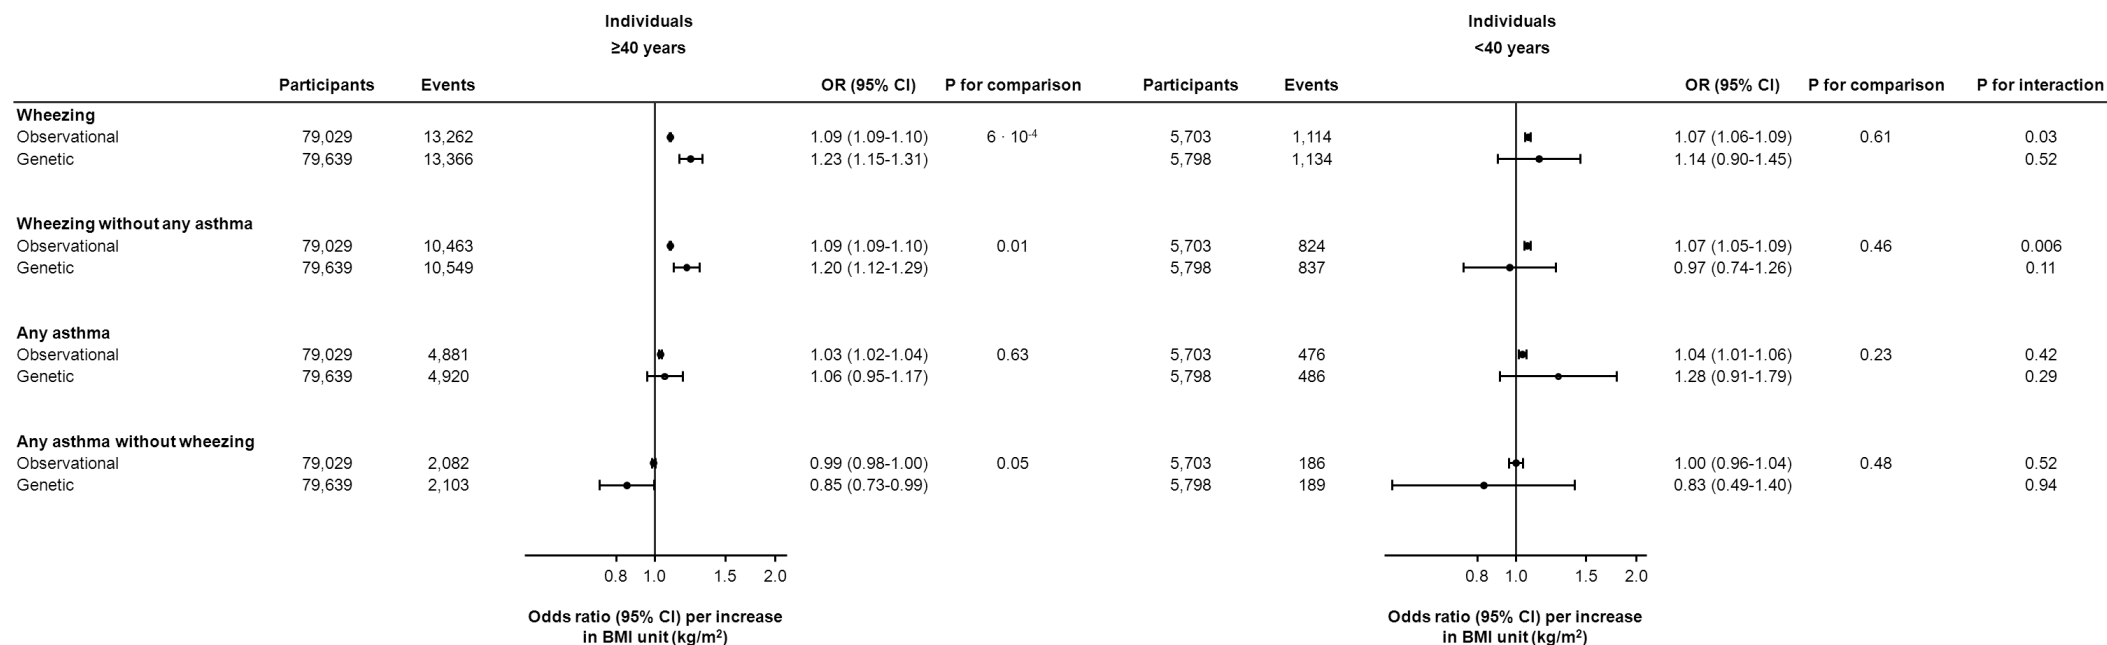 Individuals Individuals
≥40 years <40 years
Participants Events OR (95% CI) P for comparison Participants Events OR (95% CI) P for comparison P for interaction
Wheezing
Observational 79,029 13,262 1.09 (1.09-1.10) 6 · 10⁻⁴ 5,703 1,114 1.07 (1.06-1.09) 0.61 0.03
Genetic 79,639 13,366 1.23 (1.15-1.31) 5,798 1,134 1.14 (0.90-1.45) 0.52
Wheezing without any asthma
Observational 79,029 10,463 1.09 (1.09-1.10) 0.01 5,703 824 1.07 (1.05-1.09) 0.46 0.006
Genetic 79,639 10,549 1.20 (1.12-1.29) 5,798 837 0.97 (0.74-1.26) 0.11
Any asthma
Observational 79,029 4,881 1.03 (1.02-1.04) 0.63 5,703 476 1.04 (1.01-1.06) 0.23 0.42
Genetic 79,639 4,920 1.06 (0.95-1.17) 5,798 486 1.28 (0.91-1.79) 0.29
Any asthma without wheezing
Observational 79,029 2,082 0.99 (0.98-1.00) 0.05 5,703 186 1.00 (0.96-1.04) 0.48 0.52
Genetic 79,639 2,103 0.85 (0.73-0.99) 5,798 189 0.83 (0.49-1.40) 0.94
0.8 1.0 1.5 2.0 0.8 1.0 1.5 2.0
Odds ratio (95% CI) per increase Odds ratio (95% CI) per increase
in BMI unit (kg/m²) in BMI unit (kg/m²)